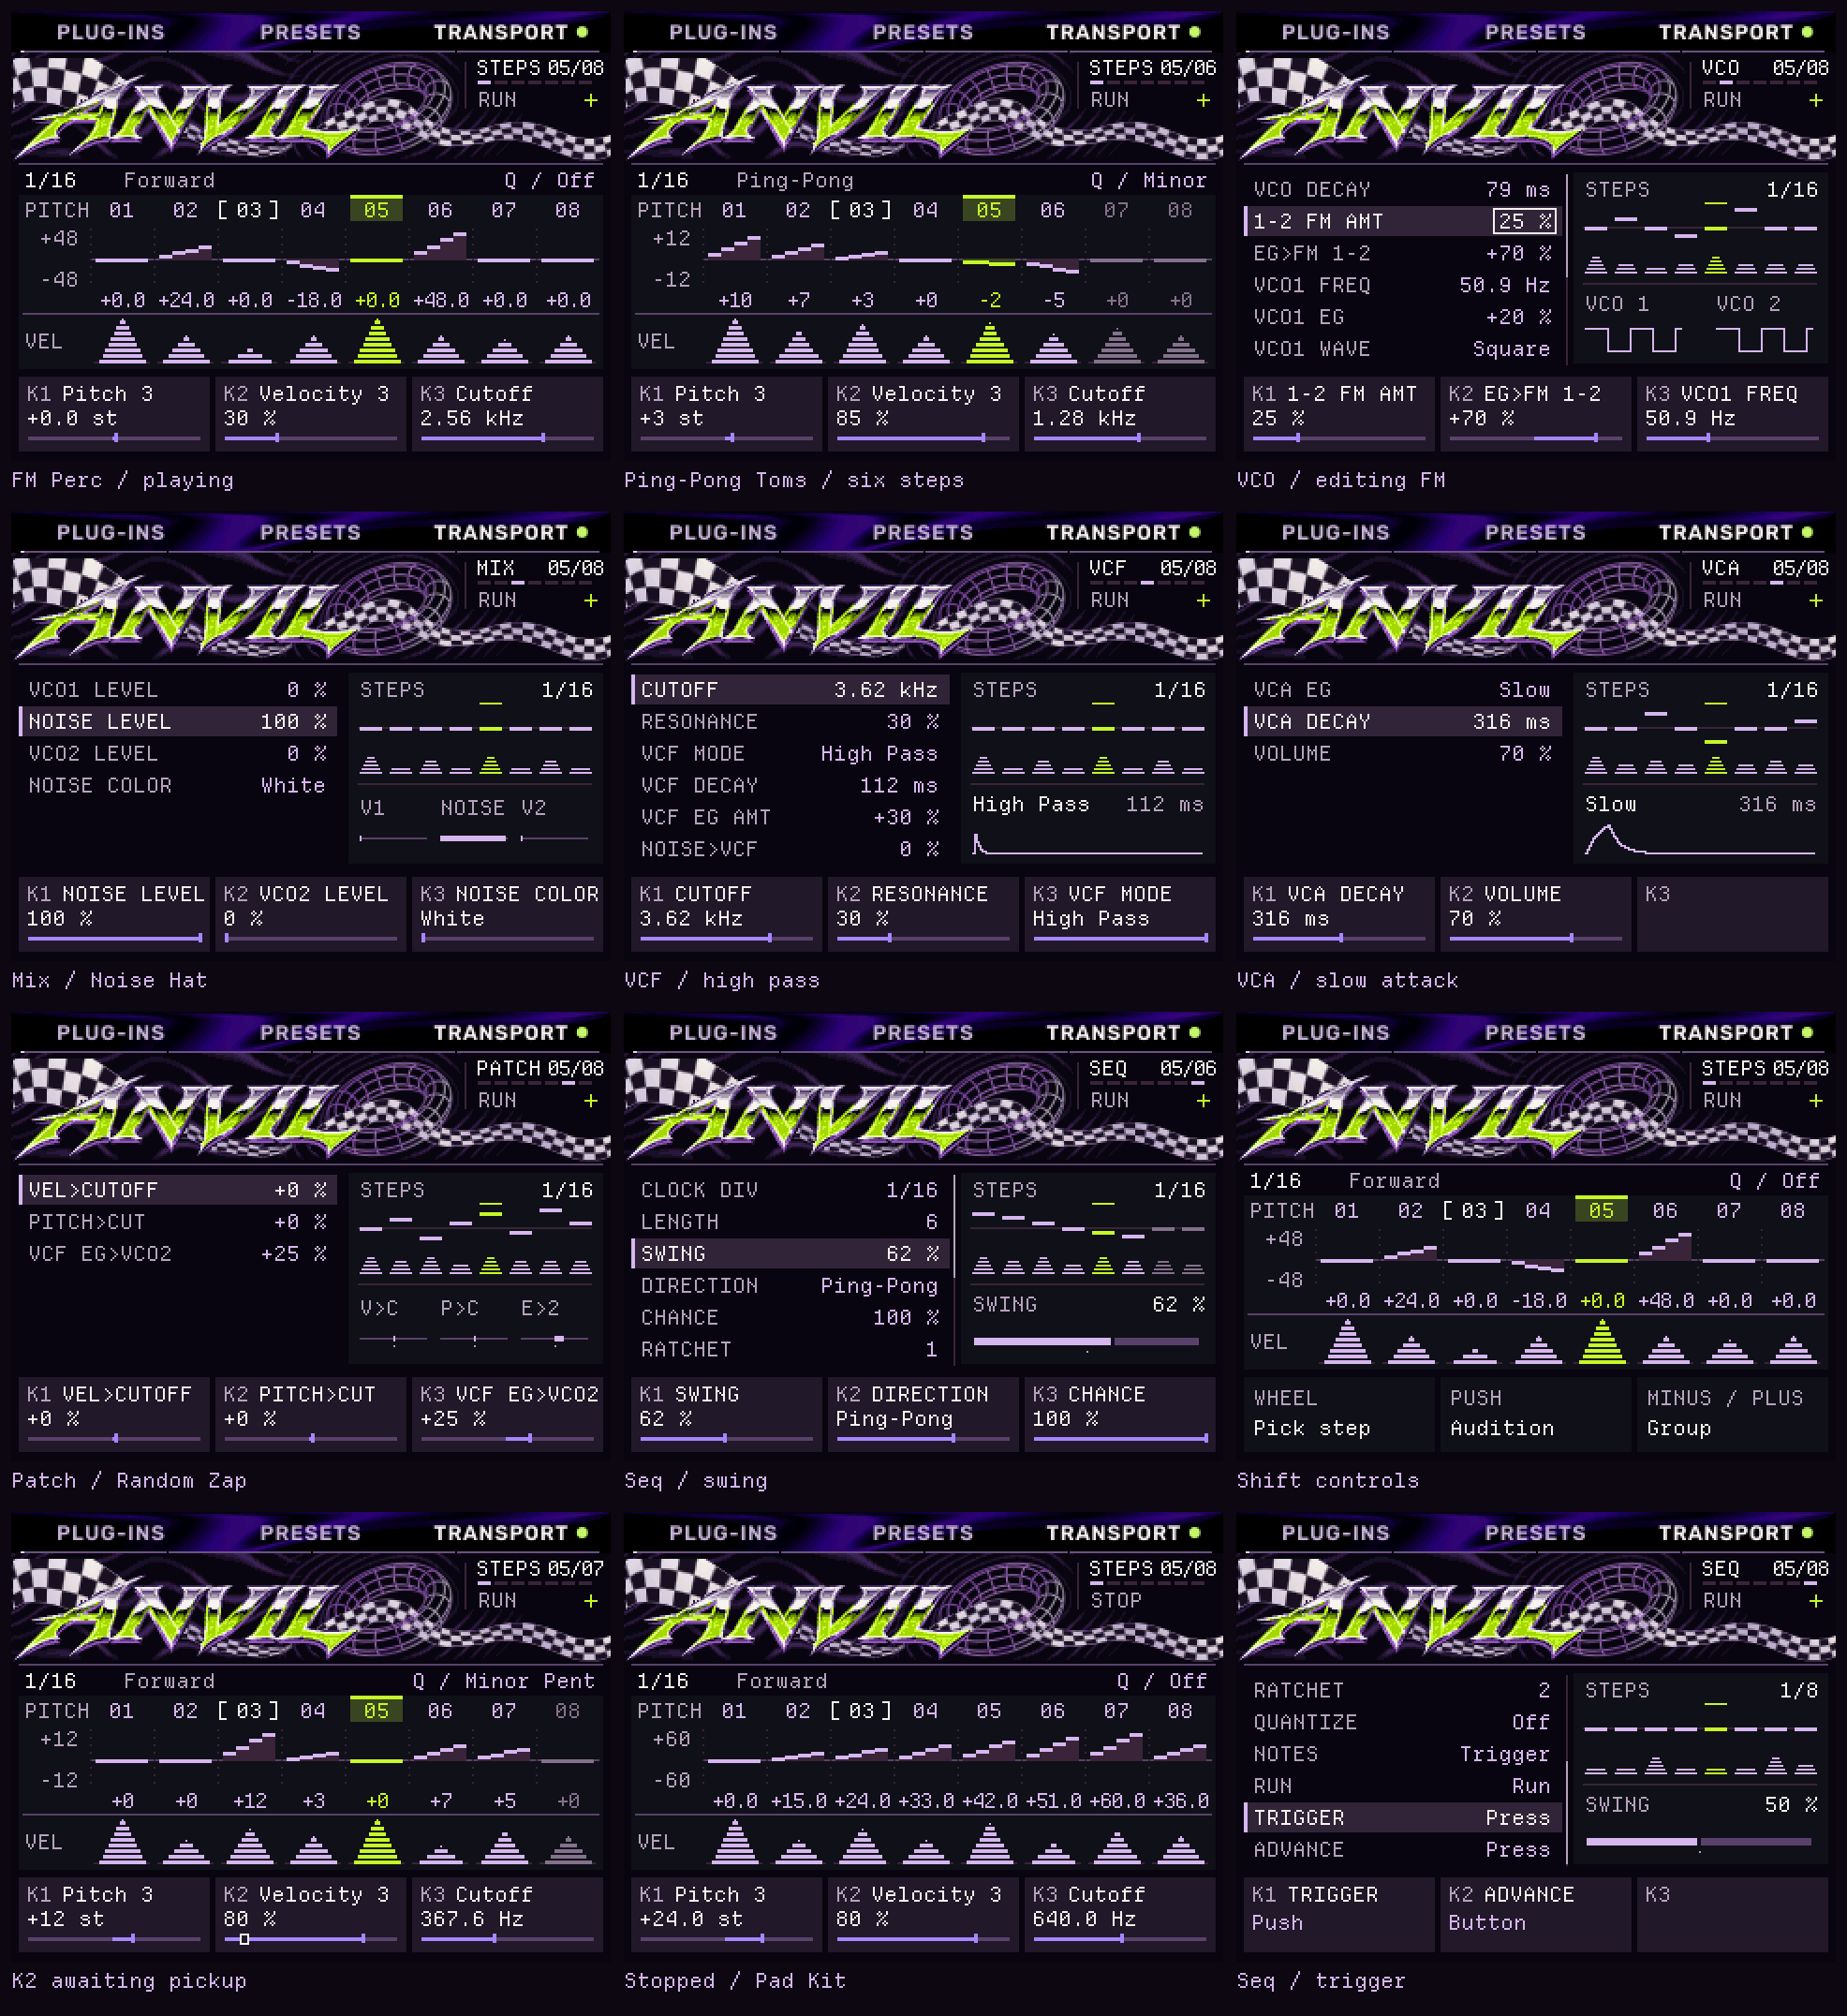 PLUG-INS PRESETS TRANSPORT
ANVIL
STEPS 05/08
RUN +
1/16 Forward Q / Off
PITCH 01 02 [03] 04 05 06 07 08
+48
-48
+0.0 +24.0 +0.0 -18.0 +0.0 +48.0 +0.0 +0.0
VEL
K1 Pitch 3 K2 Velocity 3 K3 Cutoff
+0.0 st 30 % 2.56 kHz
FM Perc / playing
PLUG-INS PRESETS TRANSPORT
ANVIL
STEPS 05/06
RUN +
1/16 Ping-Pong Q / Minor
PITCH 01 02 [03] 04 05 06 07 08
+12
-12
+10 +7 +3 +0 -2 -5 +0 +0
VEL
K1 Pitch 3 K2 Velocity 3 K3 Cutoff
+3 st 85 % 1.28 kHz
Ping-Pong Toms / six steps
PLUG-INS PRESETS TRANSPORT
ANVIL
VCO 05/08
RUN +
VCO DECAY 79 ms
1-2 FM AMT 25 %
EG>FM 1-2 +70 %
VCO1 FREQ 50.9 Hz
VCO1 EG +20 %
VCO1 WAVE Square
STEPS 1/16
VCO 1 VCO 2
K1 1-2 FM AMT K2 EG>FM 1-2 K3 VCO1 FREQ
25 % +70 % 50.9 Hz
VCO / editing FM
PLUG-INS PRESETS TRANSPORT
ANVIL
MIX 05/08
RUN +
VCO1 LEVEL 0 %
NOISE LEVEL 100 %
VCO2 LEVEL 0 %
NOISE COLOR White
STEPS 1/16
V1 NOISE V2
K1 NOISE LEVEL K2 VCO2 LEVEL K3 NOISE COLOR
100 % 0 % White
Mix / Noise Hat
PLUG-INS PRESETS TRANSPORT
ANVIL
VCF 05/08
RUN +
CUTOFF 3.62 kHz
RESONANCE 30 %
VCF MODE High Pass
VCF DECAY 112 ms
VCF EG AMT +30 %
NOISE>VCF 0 %
STEPS 1/16
High Pass 112 ms
K1 CUTOFF K2 RESONANCE K3 VCF MODE
3.62 kHz 30 % High Pass
VCF / high pass
PLUG-INS PRESETS TRANSPORT
ANVIL
VCA 05/08
RUN +
VCA EG Slow
VCA DECAY 316 ms
VOLUME 70 %
STEPS 1/16
Slow 316 ms
K1 VCA DECAY K2 VOLUME K3
316 ms 70 %
VCA / slow attack
PLUG-INS PRESETS TRANSPORT
ANVIL
PATCH 05/08
RUN +
VEL>CUTOFF +0 %
PITCH>CUT +0 %
VCF EG>VCO2 +25 %
STEPS 1/16
V>C P>C E>2
K1 VEL>CUTOFF K2 PITCH>CUT K3 VCF EG>VCO2
+0 % +0 % +25 %
Patch / Random Zap
PLUG-INS PRESETS TRANSPORT
ANVIL
SEQ 05/06
RUN +
CLOCK DIV 1/16
LENGTH 6
SWING 62 %
DIRECTION Ping-Pong
CHANCE 100 %
RATCHET 1
STEPS 1/16
SWING 62 %
K1 SWING K2 DIRECTION K3 CHANCE
62 % Ping-Pong 100 %
Seq / swing
PLUG-INS PRESETS TRANSPORT
ANVIL
STEPS 05/08
RUN +
1/16 Forward Q / Off
PITCH 01 02 [03] 04 05 06 07 08
+48
-48
+0.0 +24.0 +0.0 -18.0 +0.0 +48.0 +0.0 +0.0
VEL
WHEEL PUSH MINUS / PLUS
Pick step Audition Group
Shift controls
PLUG-INS PRESETS TRANSPORT
ANVIL
STEPS 05/07
RUN +
1/16 Forward Q / Minor Pent
PITCH 01 02 [03] 04 05 06 07 08
+12
-12
+0 +0 +12 +3 +0 +7 +5 +0
VEL
K1 Pitch 3 K2 Velocity 3 K3 Cutoff
+12 st 80 % 367.6 Hz
K2 awaiting pickup
PLUG-INS PRESETS TRANSPORT
ANVIL
STEPS 05/08
STOP
1/16 Forward Q / Off
PITCH 01 02 [03] 04 05 06 07 08
+60
-60
+0.0 +15.0 +24.0 +33.0 +42.0 +51.0 +60.0 +36.0
VEL
K1 Pitch 3 K2 Velocity 3 K3 Cutoff
+24.0 st 80 % 640.0 Hz
Stopped / Pad Kit
PLUG-INS PRESETS TRANSPORT
ANVIL
SEQ 05/08
RUN +
RATCHET 2
QUANTIZE Off
NOTES Trigger
RUN Run
TRIGGER Press
ADVANCE Press
STEPS 1/8
SWING 50 %
K1 TRIGGER K2 ADVANCE K3
Push Button
Seq / trigger